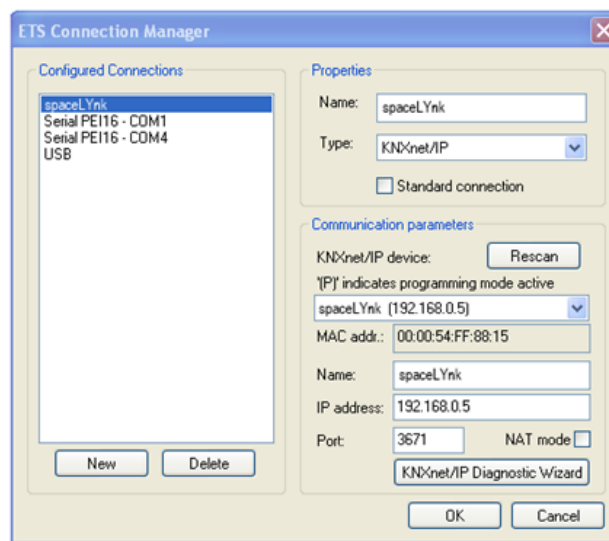 ETS Connection Manager
Configured Connections
spaceLYnk
Serial PEI16 - COM1
Serial PEI16 - COM4
USB
New
Delete
Properties
Name:
spaceLYnk
Type:
KNXnet/IP
Standard connection
Communication parameters
KNXnet/IP device:
Rescan
'(P)' indicates programming mode active
spaceLYnk (192.168.0.5)
MAC addr.:
00:00:54:FF:88:15
Name:
spaceLYnk
IP address:
192.168.0.5
Port:
3671
NAT mode
KNXnet/IP Diagnostic Wizard
OK
Cancel